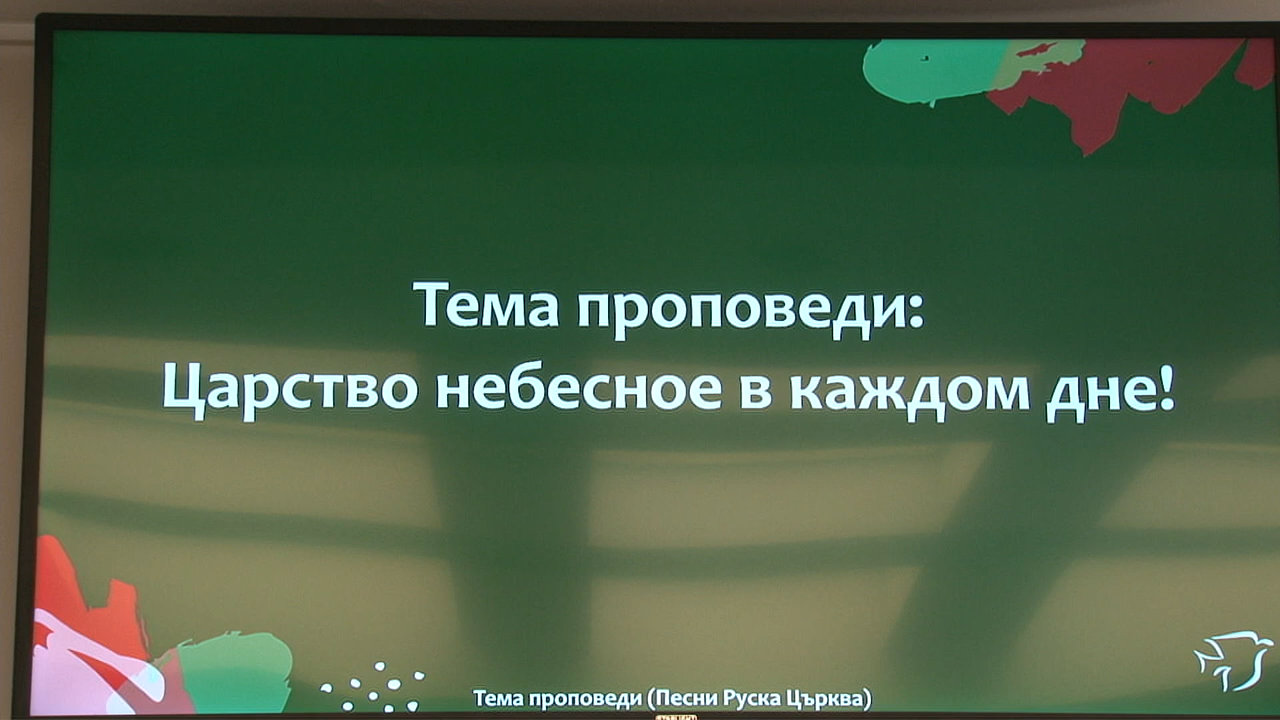 Тема проповеди:
Царство небесное в каждом дне!
Тема проповеди (Песни Руска Църква)